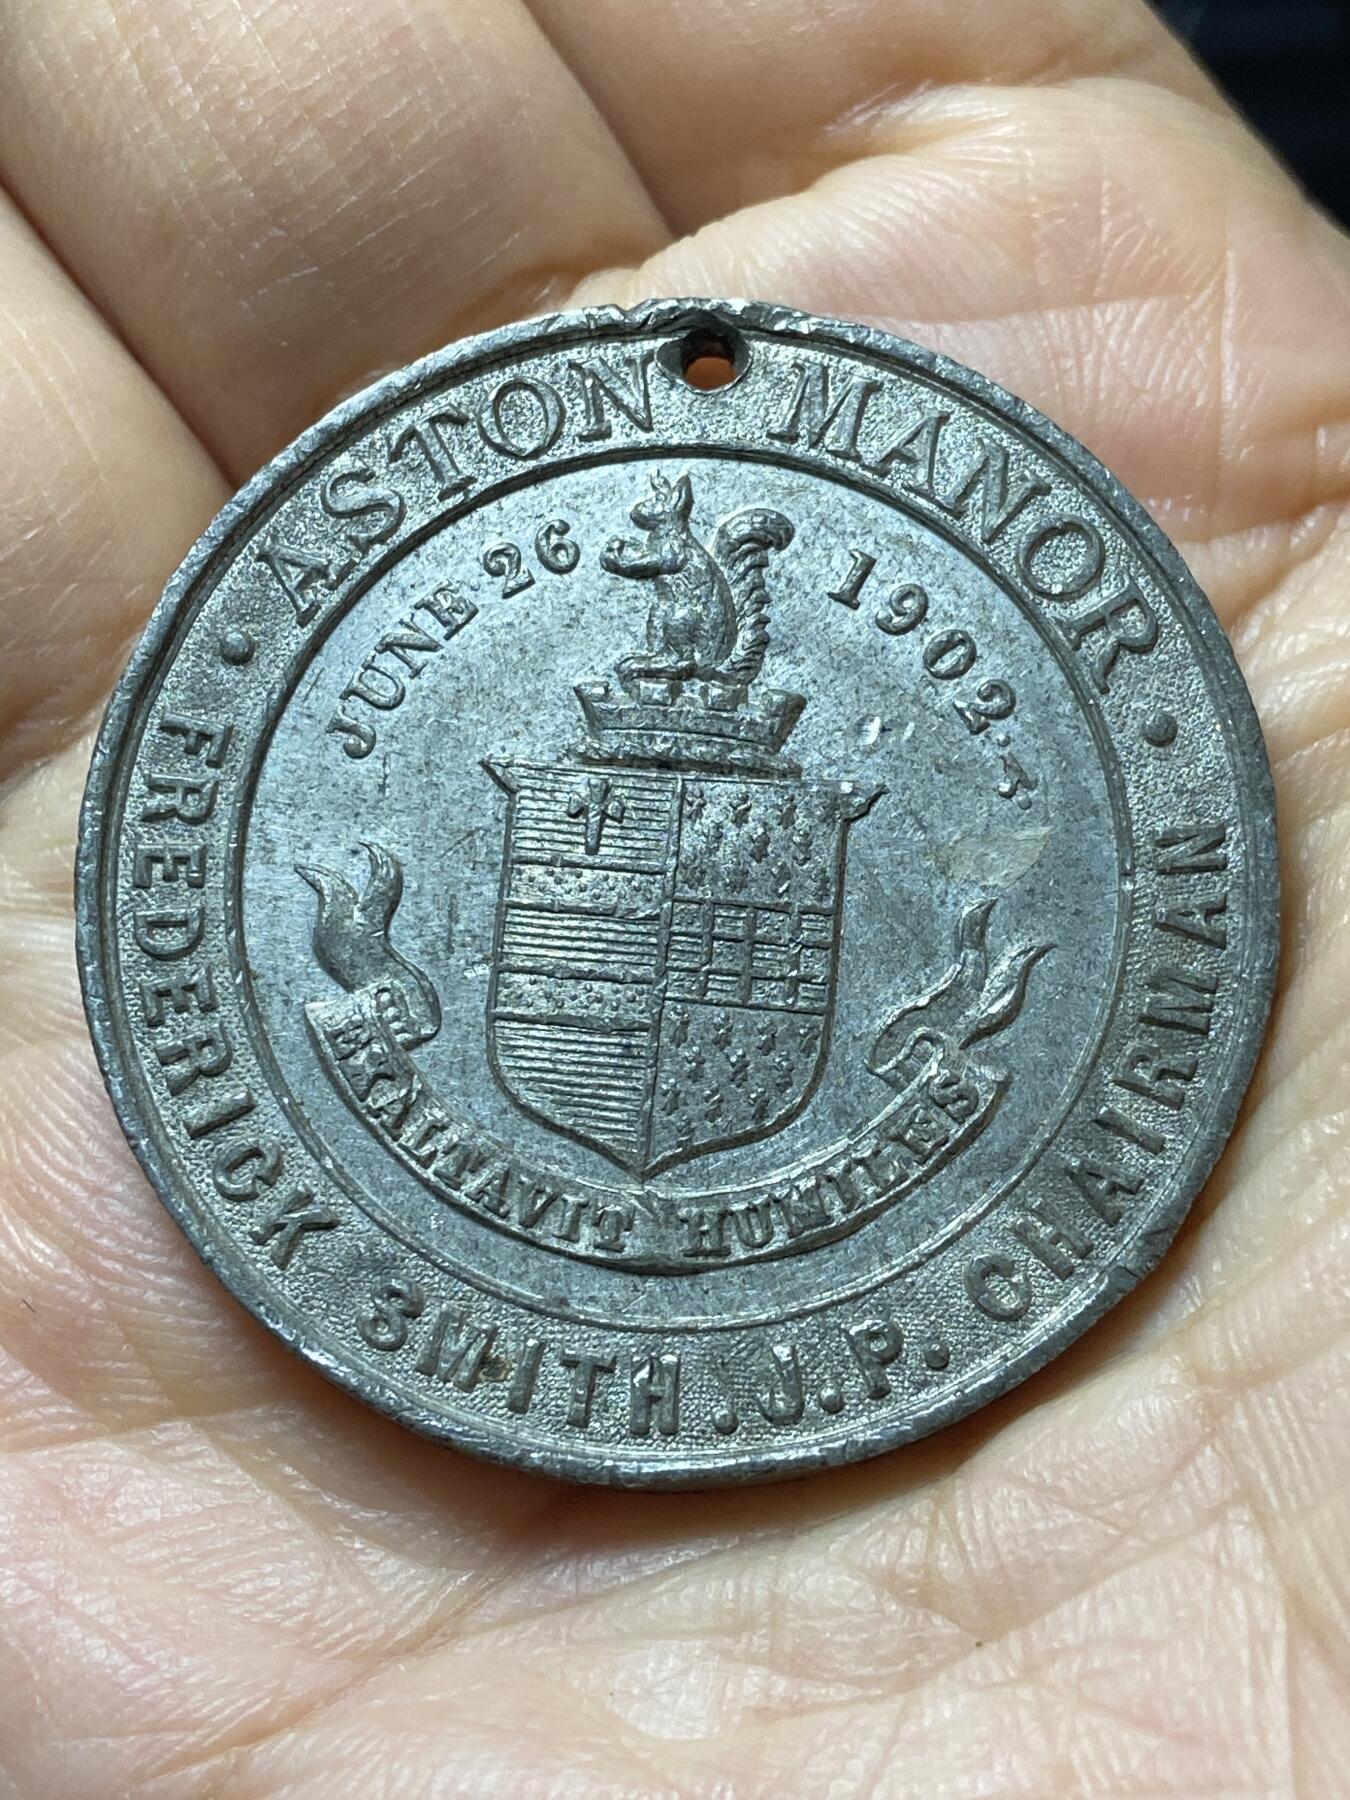 · ASTON MANOR ·
FREDERICK SMITH. J.P. CHAIRMAN
JUNE 26 1902.
EXALTAVIT HUMILES